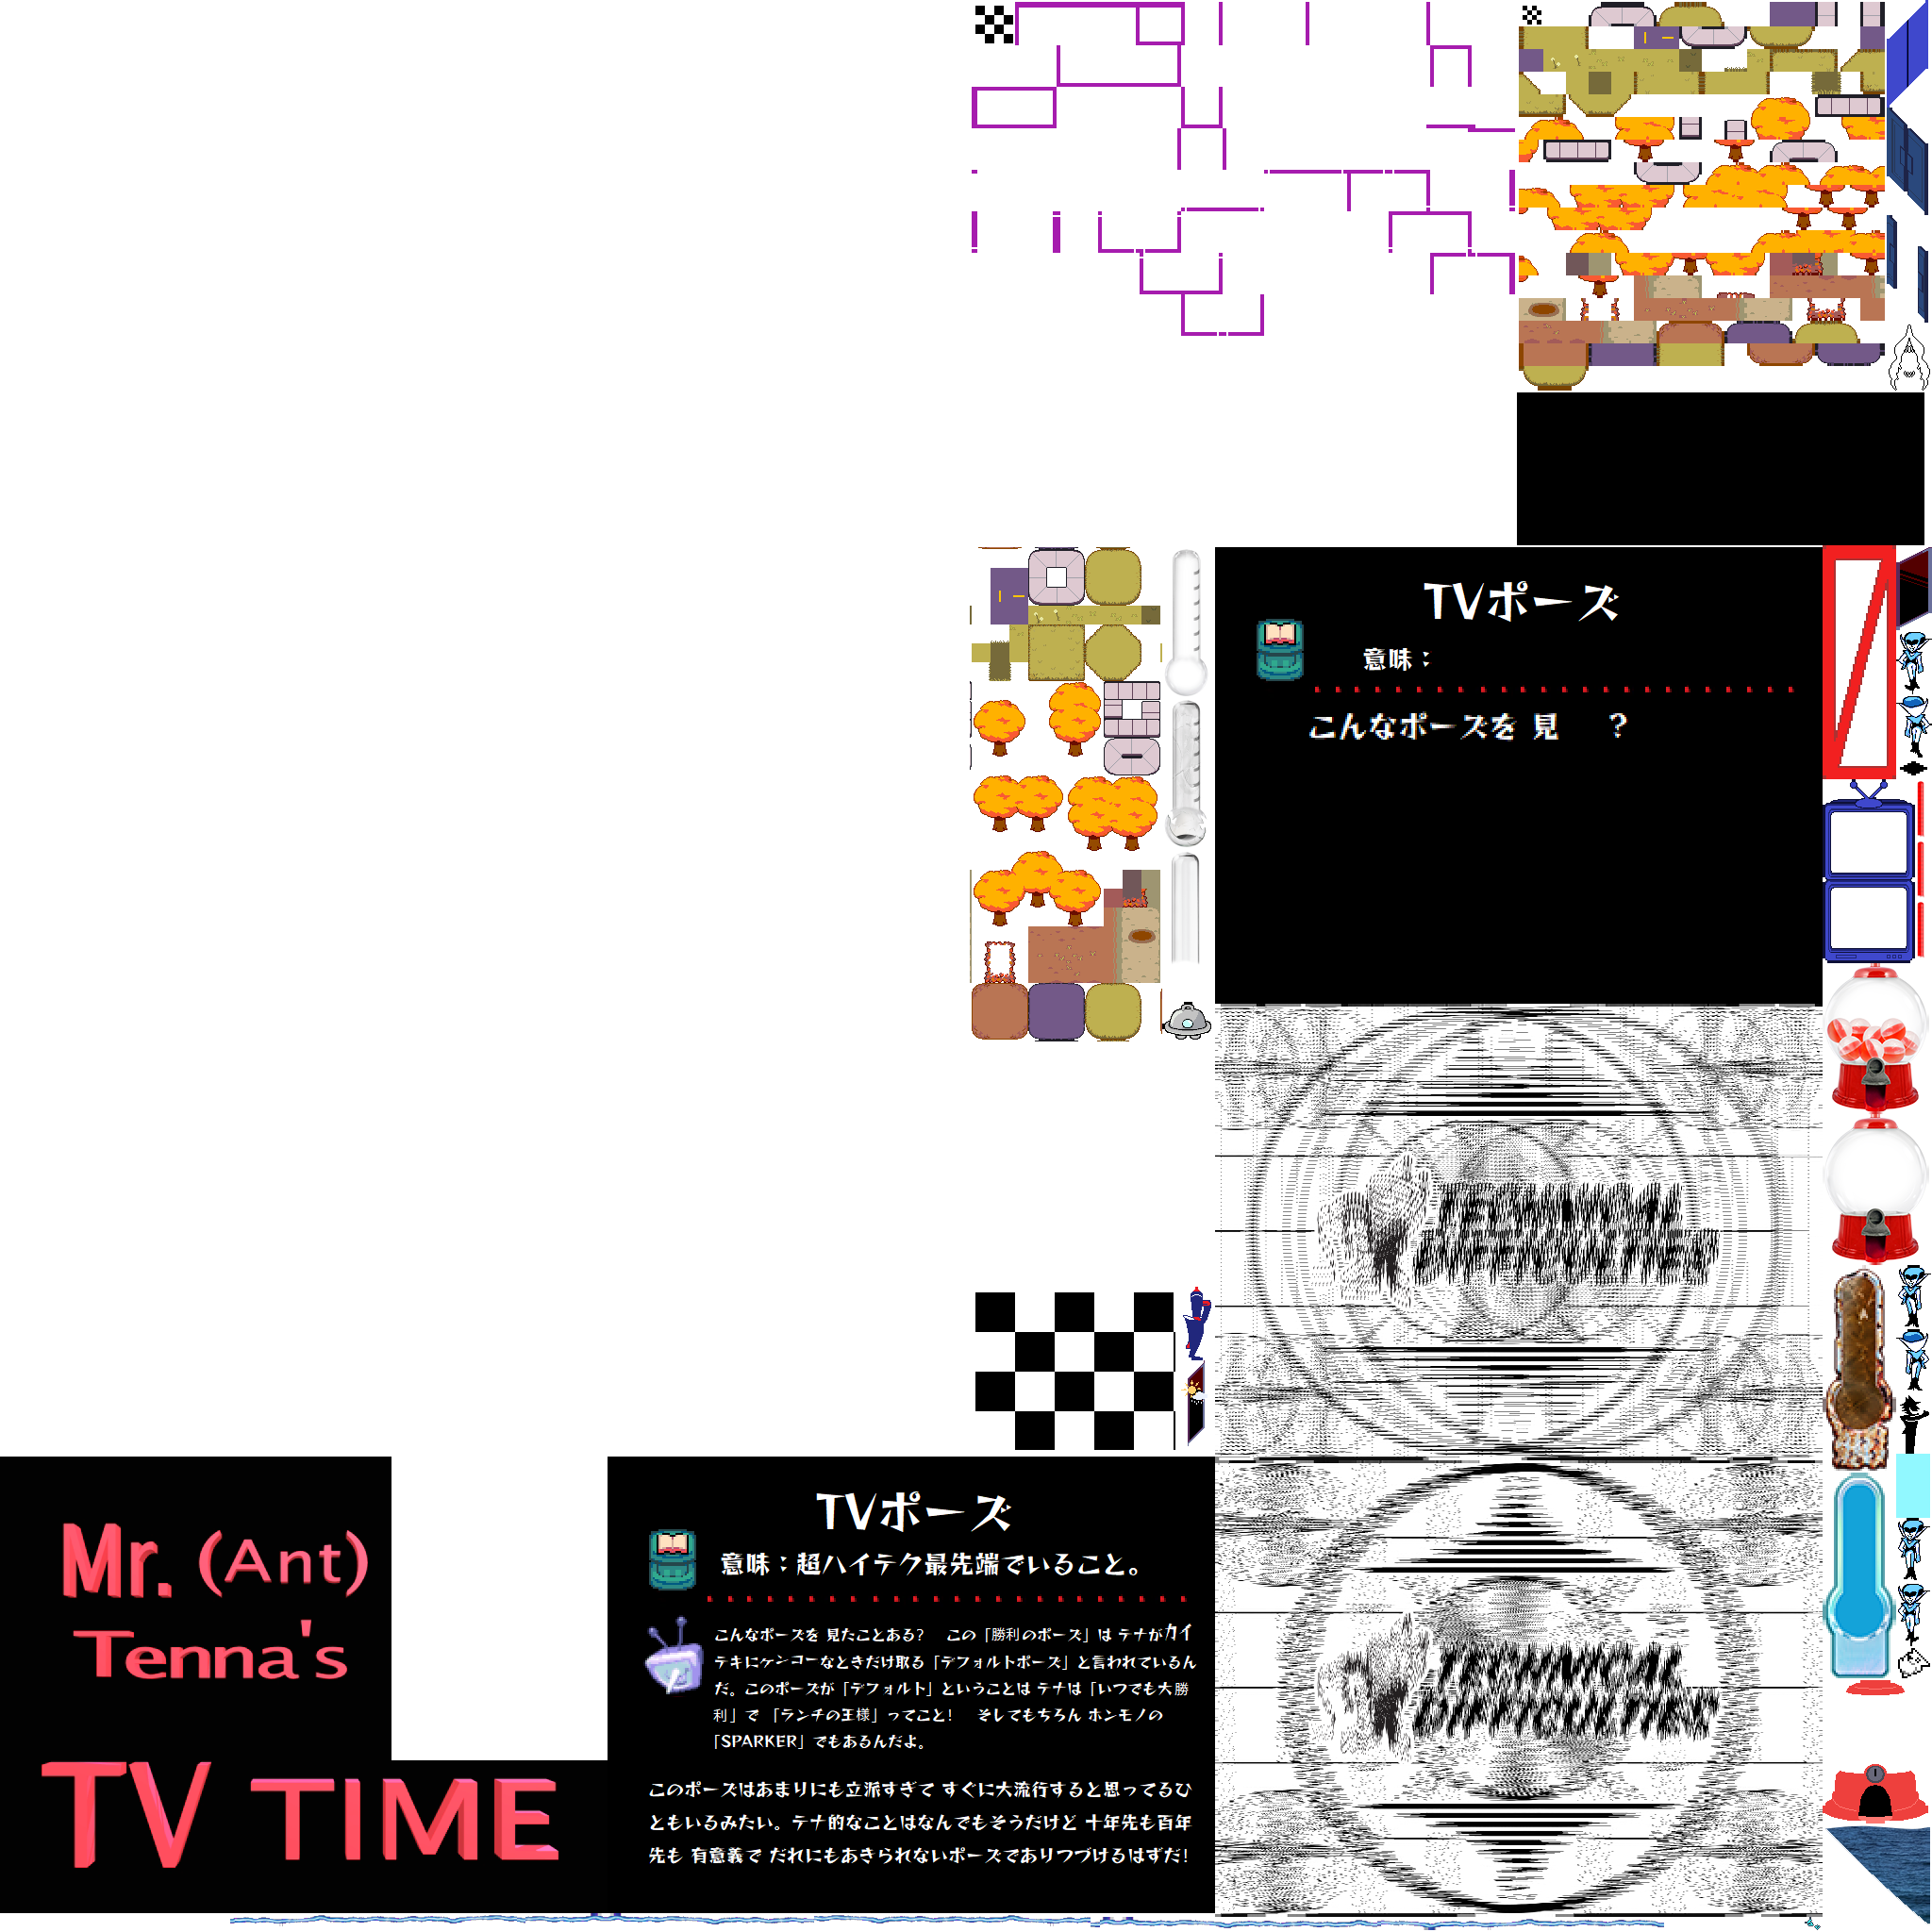 TVポーズ
意味：
こんなポーズを 見　？
TECHNICAL
DIFFICULTIES
Mr. (Ant)
Tenna's
TV TIME
TVポーズ
意味：超ハイテク最先端でいること。
こんなポーズを 見たことある?　この「勝利のポーズ」は テナがカイ
テキにケンコーなときだけ取る「デフォルトポーズ」と言われているん
だ。このポーズが「デフォルト」ということは テナは「いつでも大勝
利」で 「ランチの王様」ってこと!　そしてもちろん ホンモノの
「SPARKER」でもあるんだよ。
このポーズはあまりにも立派すぎて すぐに大流行すると思ってるひ
ともいるみたい。テナ的なことはなんでもそうだけど 十年先も百年
先も 有意義で だれにもあきられないポーズでありつづけるはずだ!
TECHNICAL
DIFFICULTIES